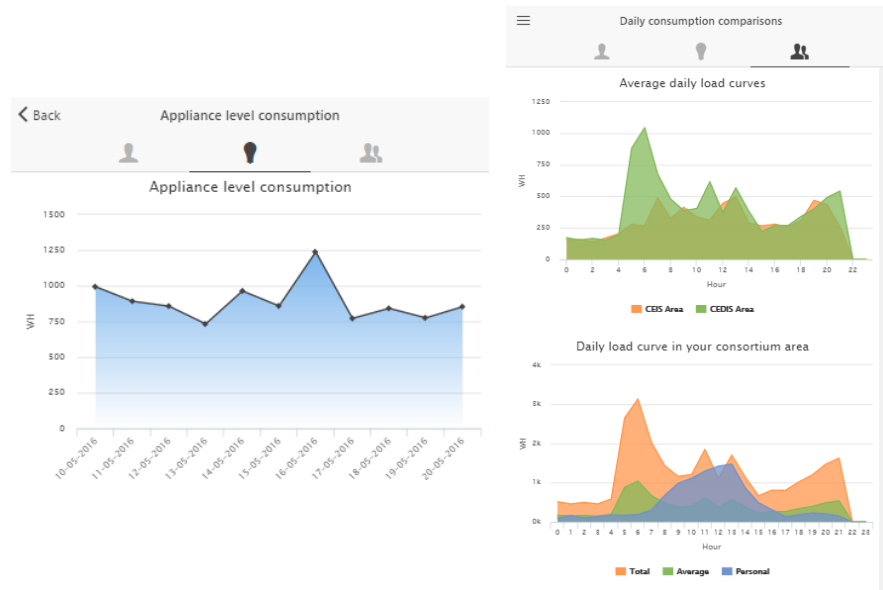 Back
Appliance level consumption
Appliance level consumption
1500
1250
1000
750
500
250
0
WH
10-05-2016
11-05-2016
12-05-2016
13-05-2016
14-05-2016
15-05-2016
16-05-2016
17-05-2016
18-05-2016
19-05-2016
20-05-2016
Daily consumption comparisons
Average daily load curves
1250
1000
750
500
250
0
WH
0 2 4 6 8 10 12 14 16 18 20 22
Hour
CEIS Area CEDIS Area
Daily load curve in your consortium area
4k
3k
2k
1k
0k
WH
0 1 2 3 4 5 6 7 8 9 10 11 12 13 14 15 16 17 18 19 20 21 22 23
Hour
Total Average Personal